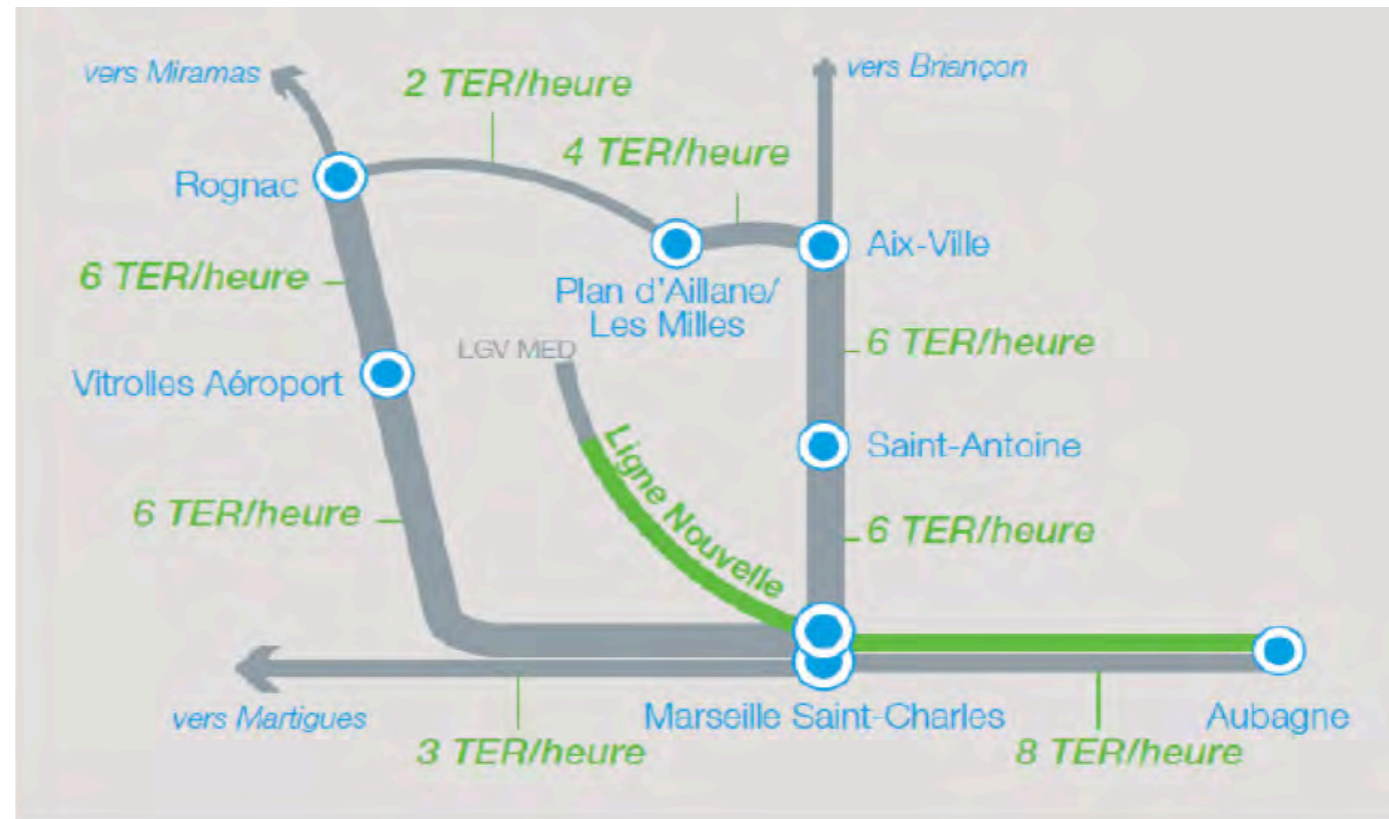 vers Miramas
2 TER/heure
vers Briançon
4 TER/heure
Rognac
Aix-Ville
6 TER/heure
Plan d'Aillane/
Les Milles
6 TER/heure
LGV MED
Vitrolles Aéroport
Ligne Nouvelle
Saint-Antoine
6 TER/heure
6 TER/heure
vers Martigues
Marseille Saint-Charles
Aubagne
3 TER/heure
8 TER/heure